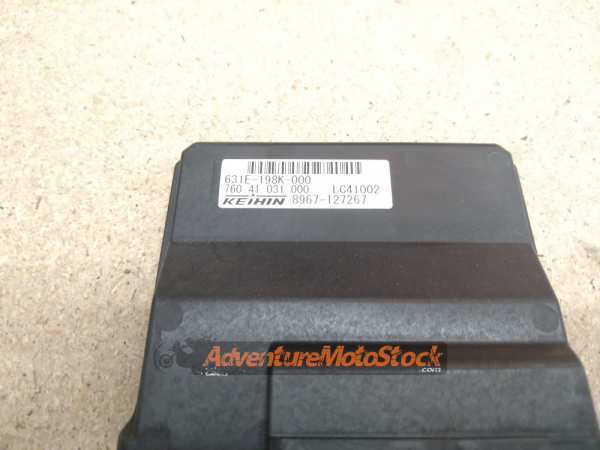 631E-198K-000
760 41 031 000 LC41002
KEIHIN 8967-127267
AdventureMotoStock
.com